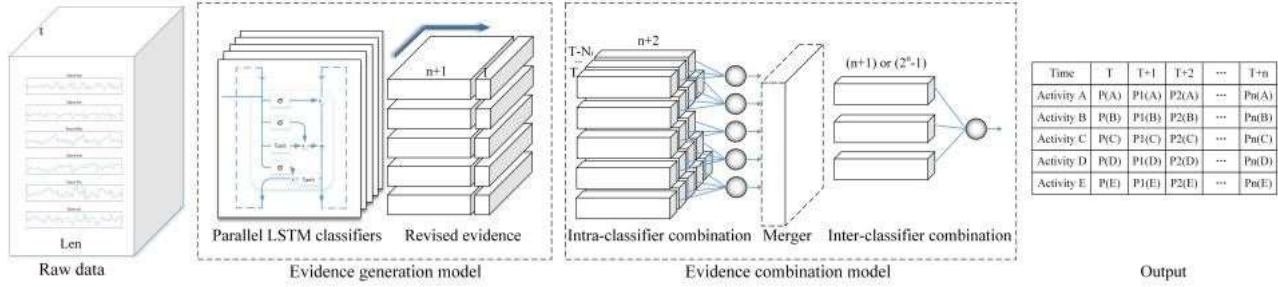 t
Len
Raw data
σ
σ
Tanh
σ
Tanh
Parallel LSTM classifiers
n+1
T
Revised evidence
Evidence generation model
n+2
Intra-classifier combination
Merger
(n+1) or (2ⁿ-1)
Inter-classifier combination
Evidence combination model
Time T T+1 T+2 ... T+n
Activity A P(A) P1(A) P2(A) ... Pn(A)
Activity B P(B) P1(B) P2(B) ... Pn(B)
Activity C P(C) P1(C) P2(C) ... Pn(C)
Activity D P(D) P1(D) P2(D) ... Pn(D)
Activity E P(E) P1(E) P2(E) ... Pn(E)
Output